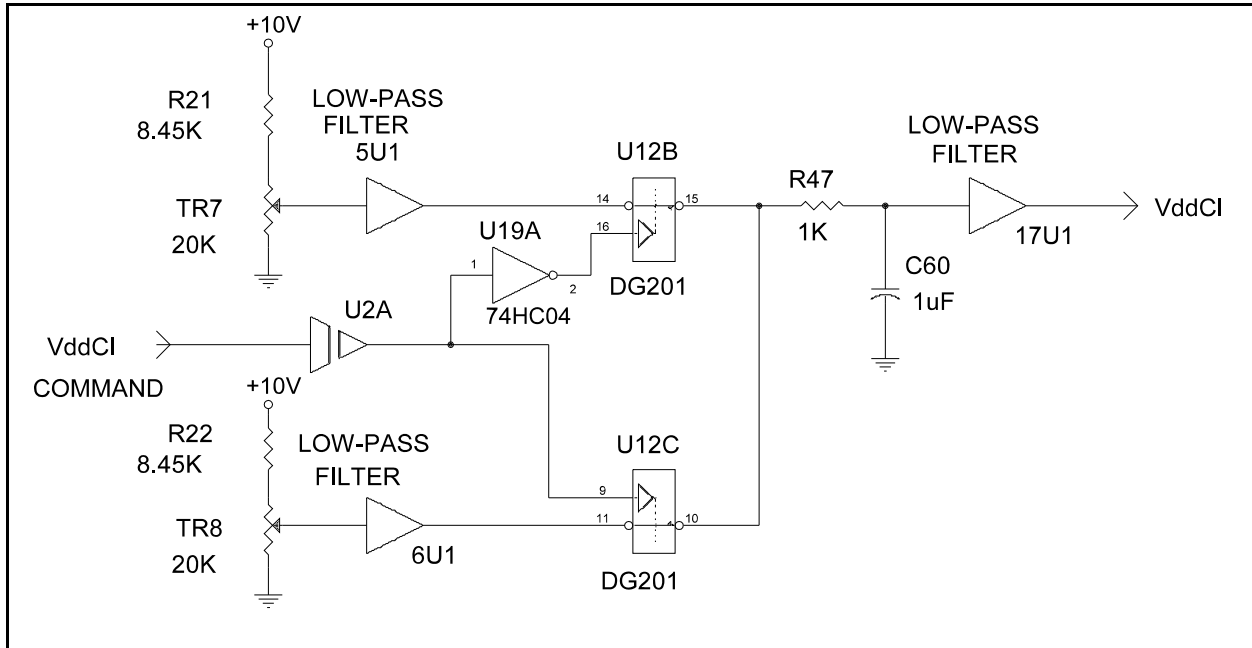 +10V
R21
8.45K
LOW-PASS
FILTER
5U1
TR7
20K
U12B
14
15
16
DG201
U19A
1
2
74HC04
R47
1K
LOW-PASS
FILTER
17U1
VddCl
C60
1uF
U2A
VddCl
COMMAND
+10V
R22
8.45K
LOW-PASS
FILTER
6U1
TR8
20K
U12C
9
11
10
DG201